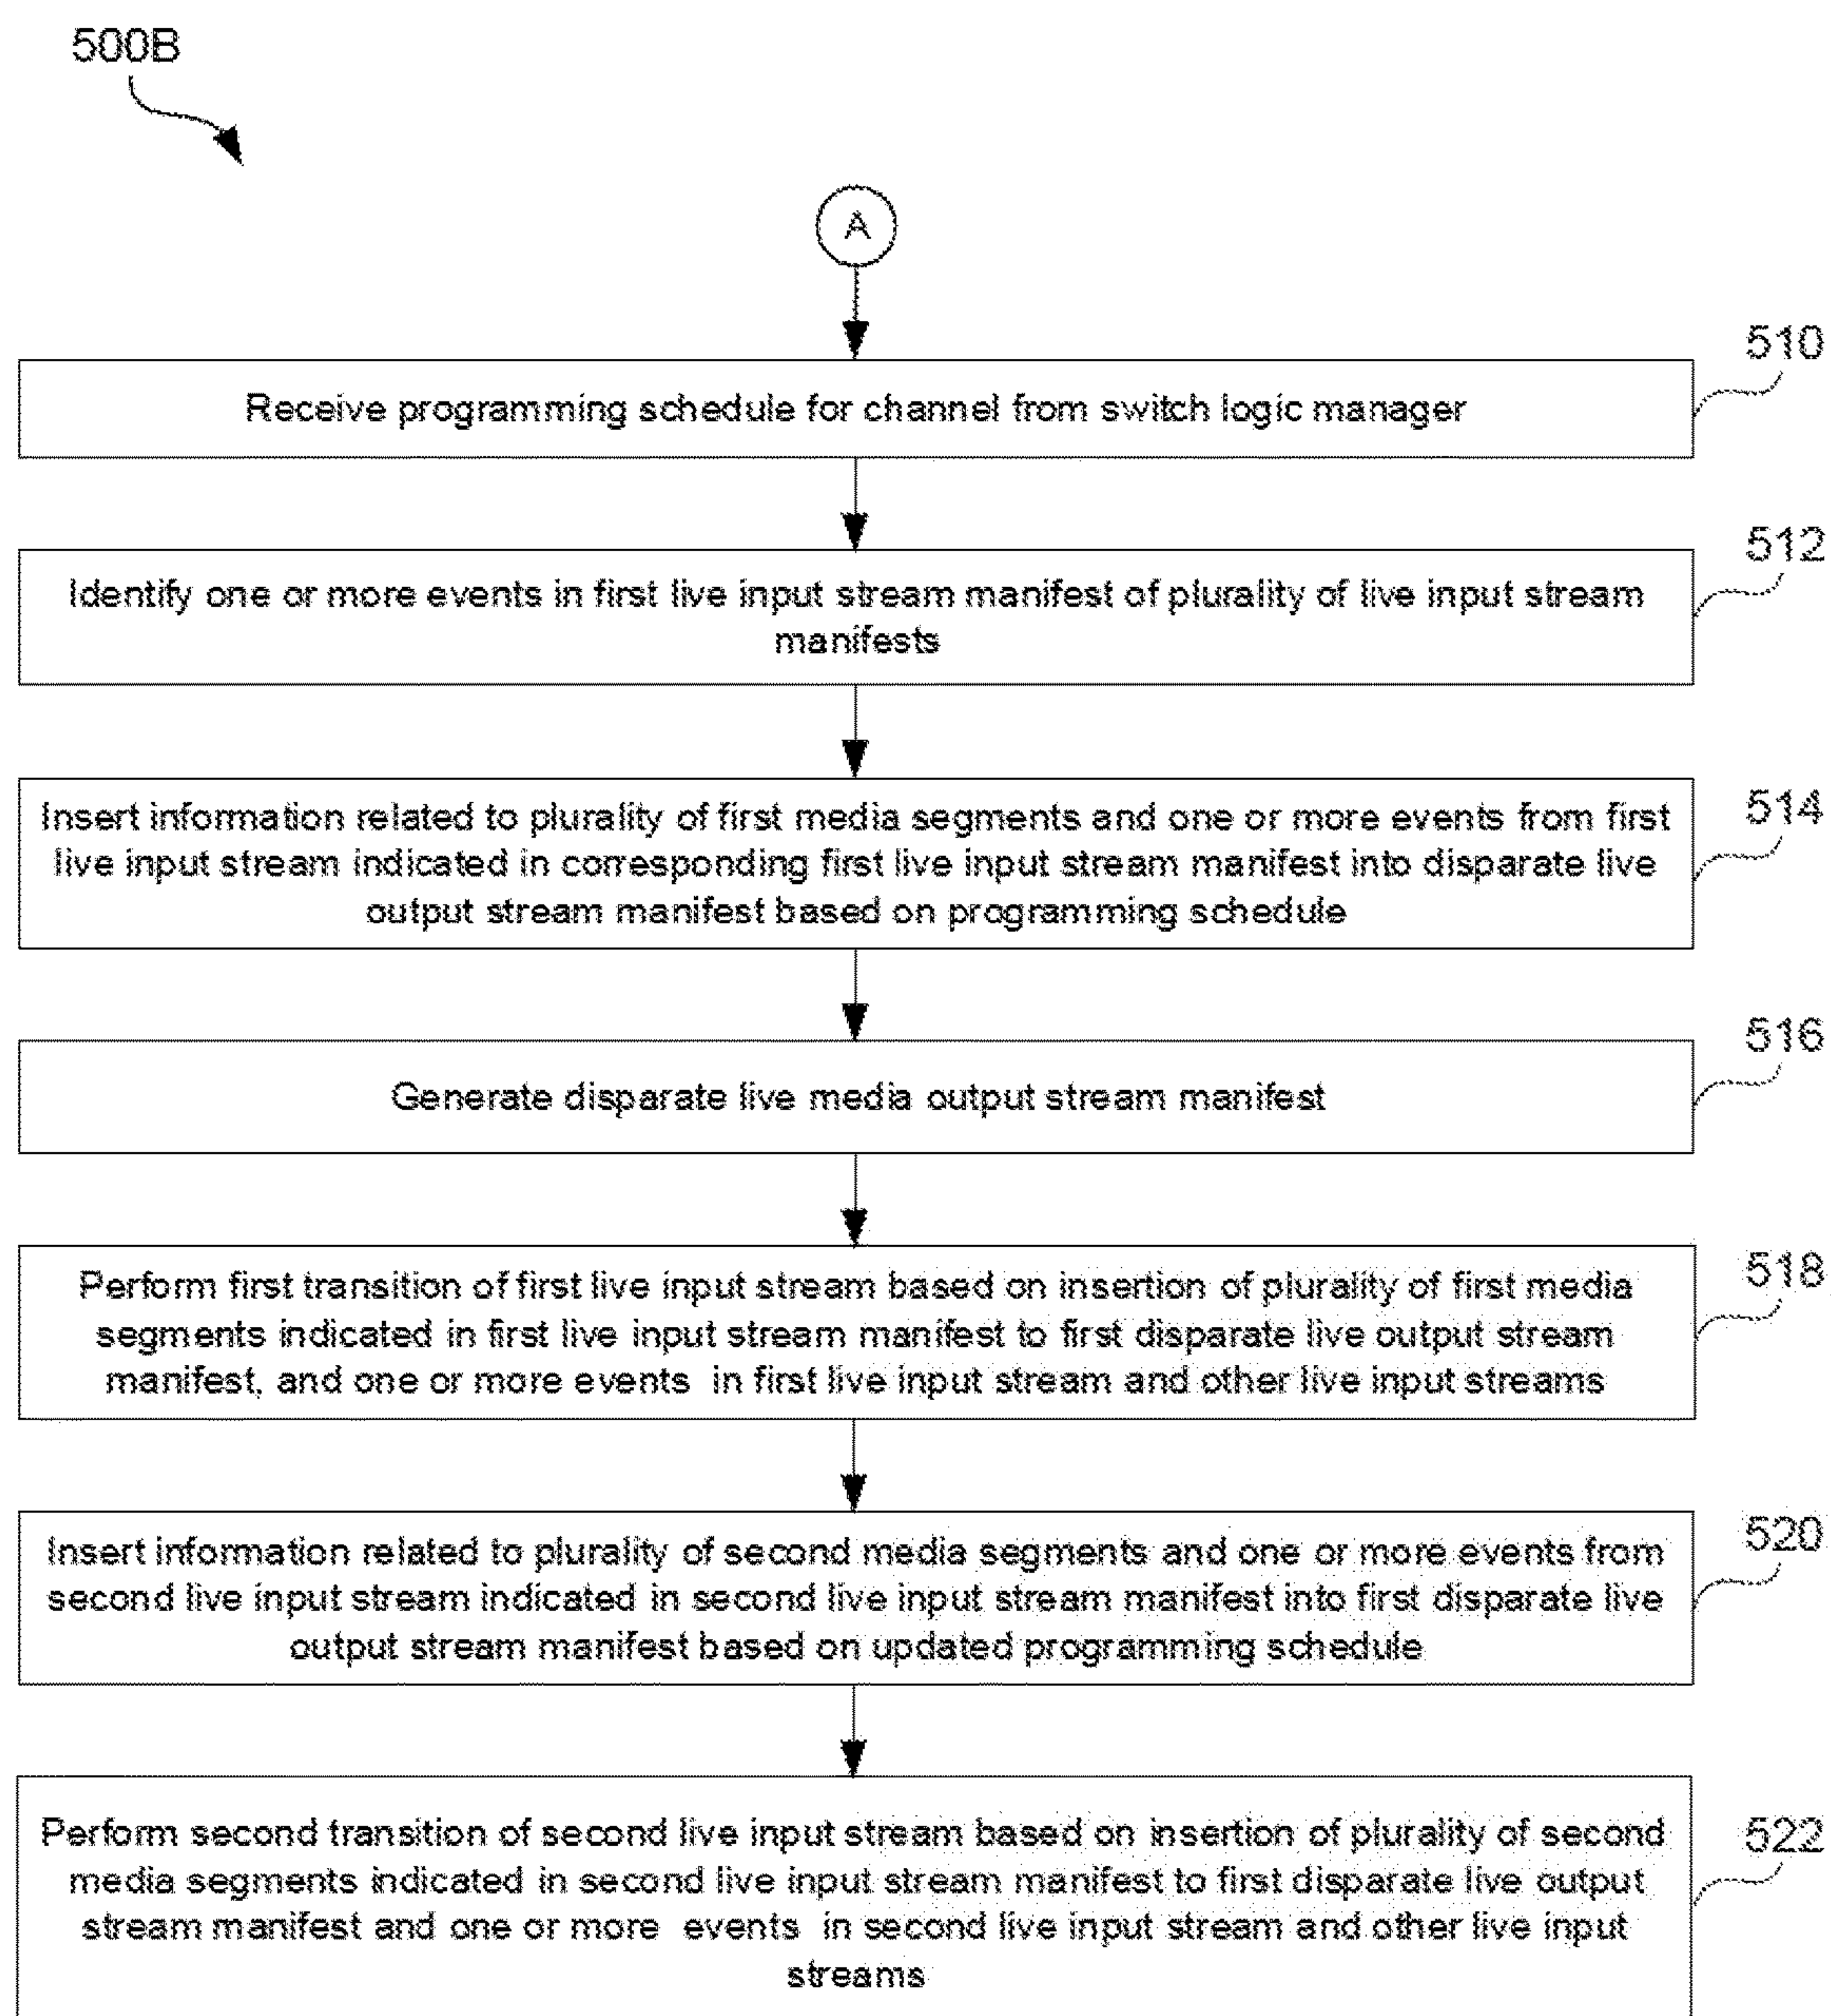 500B
A
510
Receive programming schedule for channel from switch logic manager
512
Identify one or more events in first live input stream manifest of plurality of live input stream
manifests
514
Insert information related to plurality of first media segments and one or more events from first
live input stream indicated in corresponding first live input stream manifest into disparate live
output stream manifest based on programming schedule
516
Generate disparate live media output stream manifest
518
Perform first transition of first live input stream based on insertion of plurality of first media
segments indicated in first live input stream manifest to first disparate live output stream
manifest, and one or more events in first live input stream and other live input streams
520
Insert information related to plurality of second media segments and one or more events from
second live input stream indicated in second live input stream manifest into first disparate live
output stream manifest based on updated programming schedule
522
Perform second transition of second live input stream based on insertion of plurality of second
media segments indicated in second live input stream manifest to first disparate live output
stream manifest and one or more events in second live input stream and other live input
streams